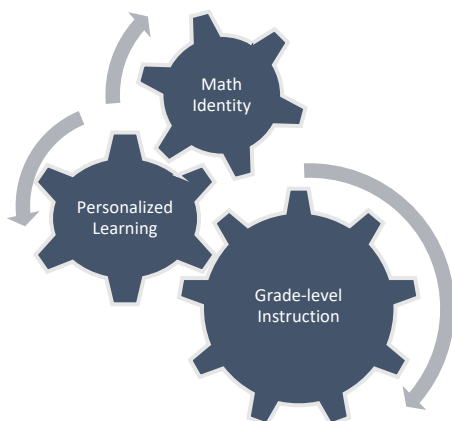 Math
Identity
Personalized
Learning
Grade-level
Instruction